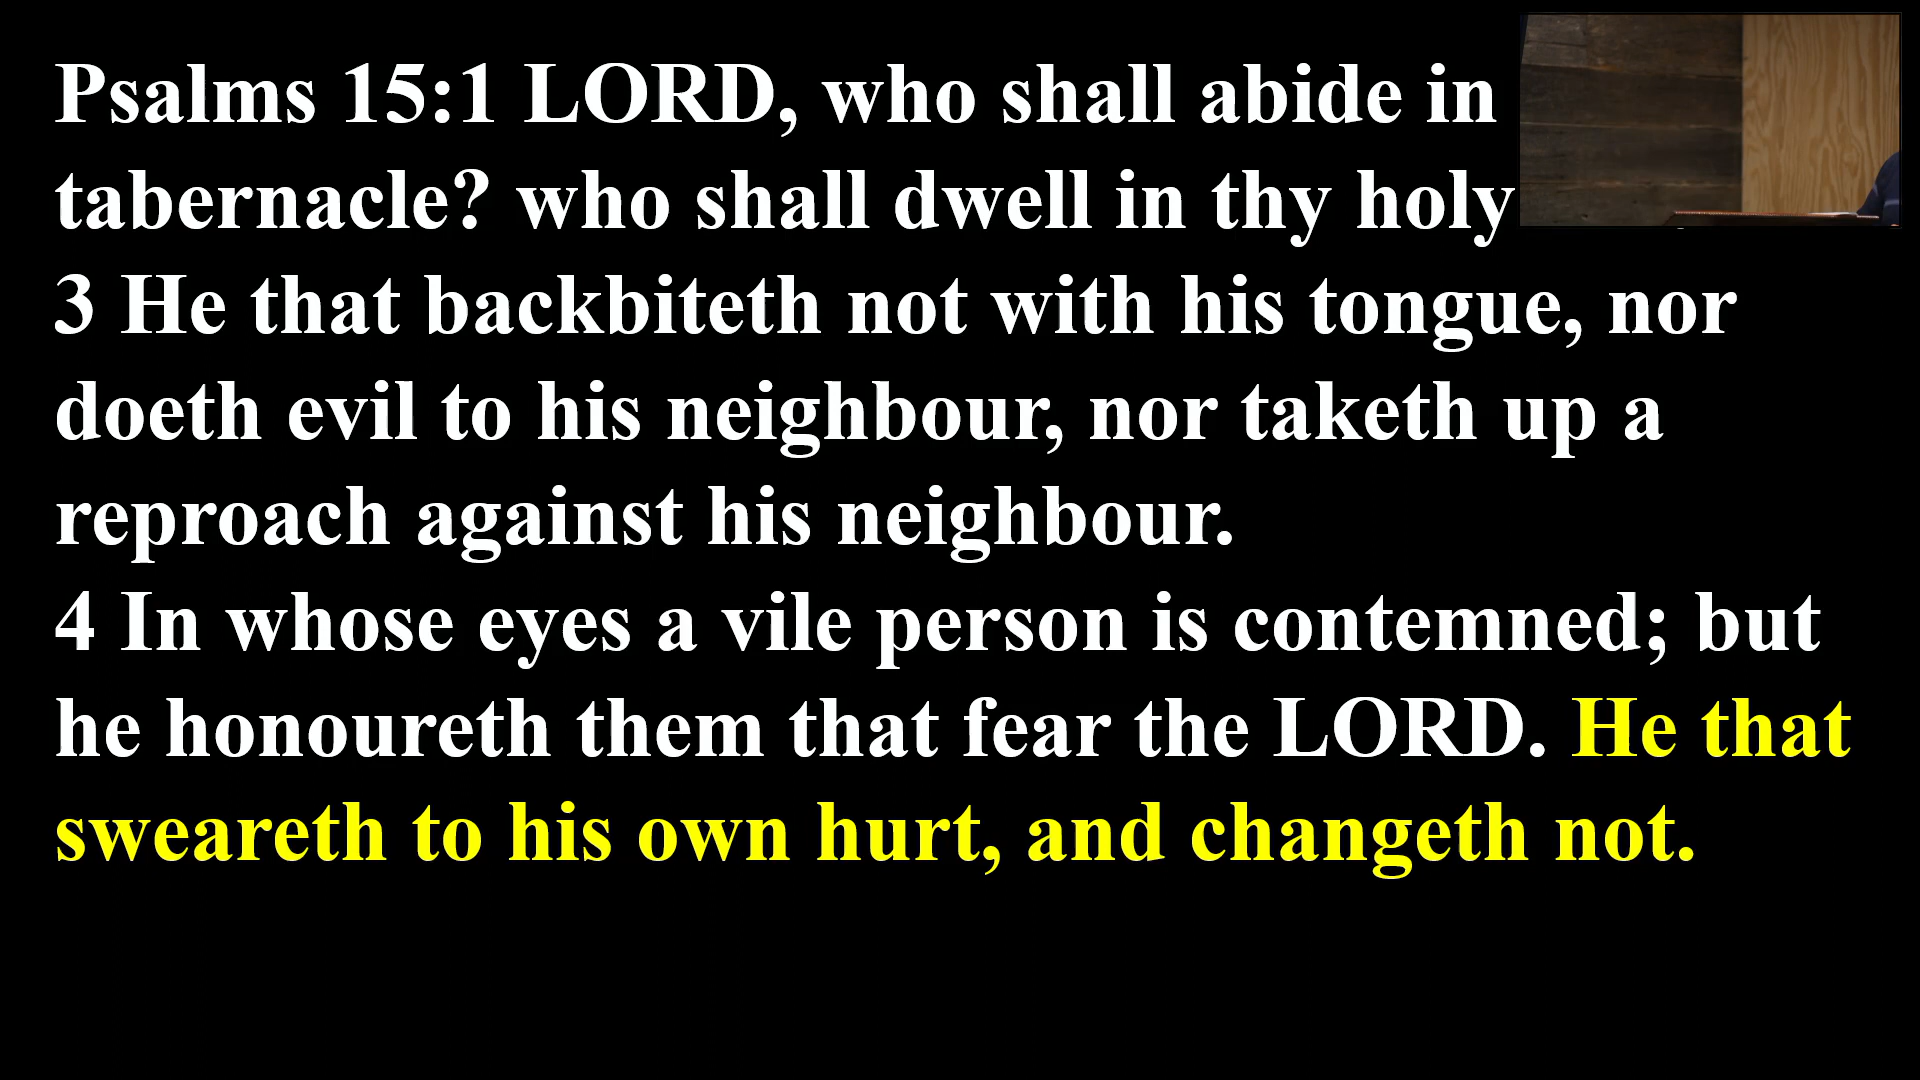 Psalms 15:1 LORD, who shall abide in
tabernacle? who shall dwell in thy holy
3 He that backbiteth not with his tongue, nor
doeth evil to his neighbour, nor taketh up a
reproach against his neighbour.
4 In whose eyes a vile person is contemned; but
he honoureth them that fear the LORD. He that
sweareth to his own hurt, and changeth not.